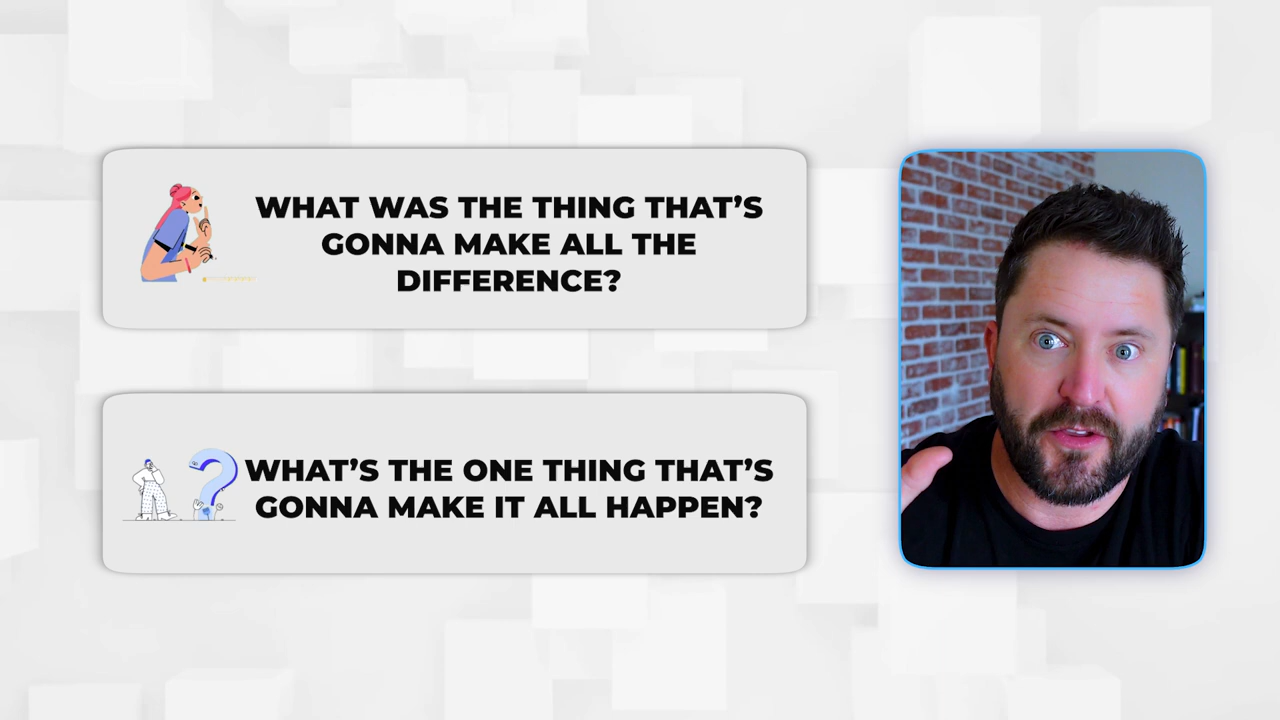 WHAT WAS THE THING THAT’S
GONNA MAKE ALL THE
DIFFERENCE?
WHAT’S THE ONE THING THAT’S
GONNA MAKE IT ALL HAPPEN?